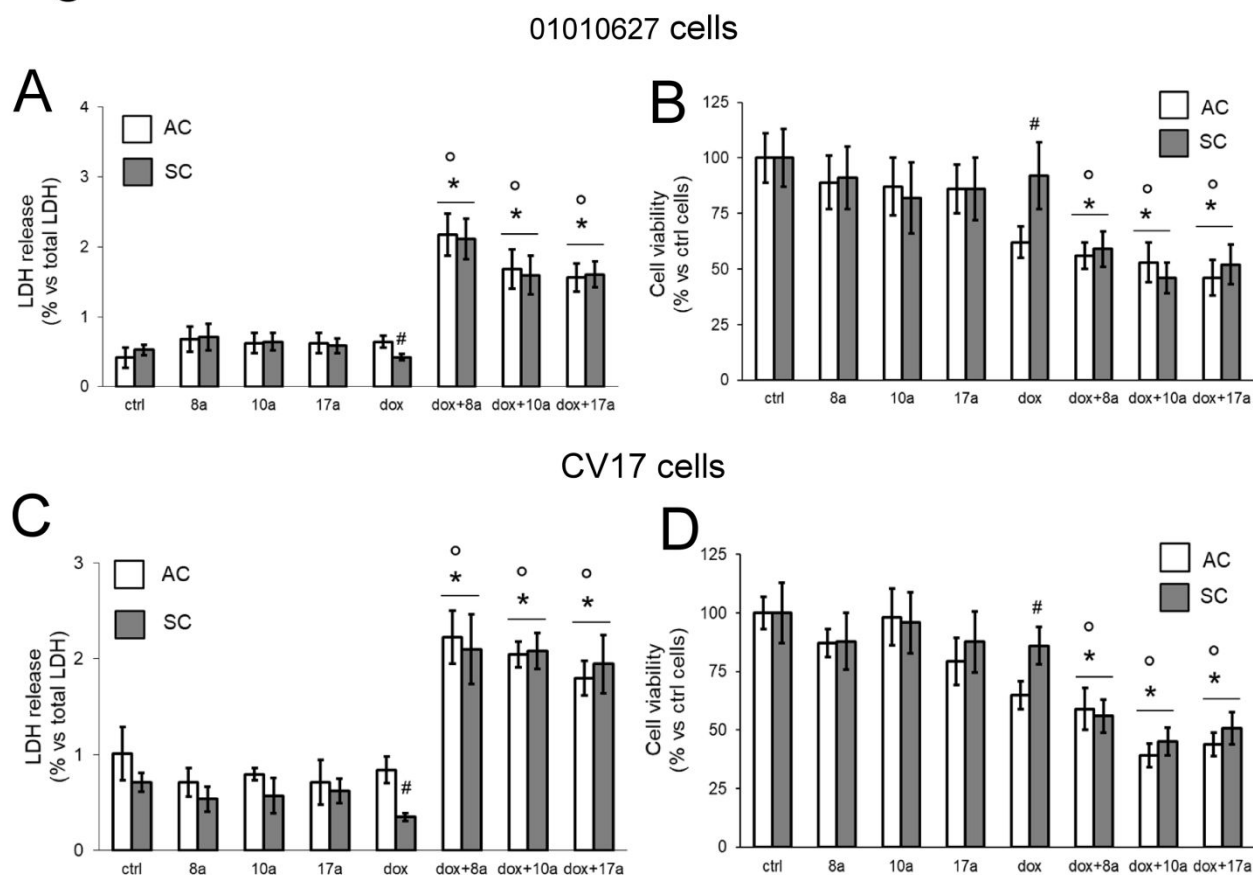 01010627 cells
A
LDH release
(% vs total LDH)
4
3
2
1
0
AC
SC
#
°
*
°
*
°
*
ctrl 8a 10a 17a dox dox+8a dox+10a dox+17a
B
Cell viability
(% vs ctrl cells)
125
100
75
50
25
0
AC
SC
#
°
*
°
*
°
*
ctrl 8a 10a 17a dox dox+8a dox+10a dox+17a
CV17 cells
C
LDH release
(% vs total LDH)
3
2
1
0
AC
SC
#
°
*
°
*
°
*
ctrl 8a 10a 17a dox dox+8a dox+10a dox+17a
D
Cell viability
(% vs ctrl cells)
125
100
75
50
25
0
AC
SC
#
°
*
°
*
°
*
ctrl 8a 10a 17a dox dox+8a dox+10a dox+17a